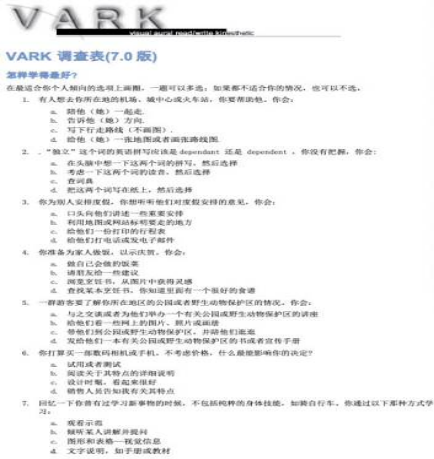 VARK
visual aural read/write kinesthetic
VARK 调查表(7.0 版)
怎样学得最好?
在最适合你个人倾向的选项上画圈。一题可以多选;如果都不适合你的情况,也可以不选。
1. 有人想去你所在地的机场、城中心或火车站。你要帮助他。你会:
a. 陪他(她)一起走.
b. 告诉他(她)方向.
c. 写下行走路线(不画图).
d. 给他(她)一张地图或者画张路线图.
2. .“独立”这个词的英语拼写应该是 dependant 还是 dependent 。你没有把握。你会:
a. 在头脑中想一下这两个词的拼写,然后选择
b. 考虑一下这两个词的读音,然后选择
c. 查词典
d. 把这两个词写在纸上,然后选择
3. 你为别人安排度假。你想听听他们对度假安排的意见。你会:
a. 口头向他们讲述一些重要安排
b. 利用地图或网站标明要走的地方
c. 给他们一份打印的行程表
d. 给他们打电话或发电子邮件
4. 你准备为家人做饭,以示庆贺。你会:
a. 做自己会做的饭菜
b. 请朋友给一些建议
c. 浏览烹饪书,从图片中获得灵感
d. 查找某本烹饪书,你知道里面有一个很好的食谱
5. 一群游客要了解你所在地区的公园或者野生动物保护区的情况。你会:
a. 与之交谈或者为他们举办一个有关公园或野生动物保护区的讲座
b. 给他们看一些网上的图片、照片或画册
c. 带他们到公园或野生动物保护区,并陪他们逛逛
d. 发给他们一本有关公园或野生动物保护区的书或者宣传手册
6. 你打算买一部数码相机或手机。不考虑价格,什么最能影响你的决定?
a. 试用或者测试
b. 阅读关于其特点的详细说明
c. 设计时髦,看起来很好
d. 销售人员告知我有关其特点
7. 回忆一下你曾有过学习新事物的时候。不包括纯粹的身体技能,如骑自行车。你通过以下那种方式学
习:
a. 观看示范
b. 倾听某人讲解并提问
c. 图形和表格—视觉信息
d. 文字说明,如手册或教材